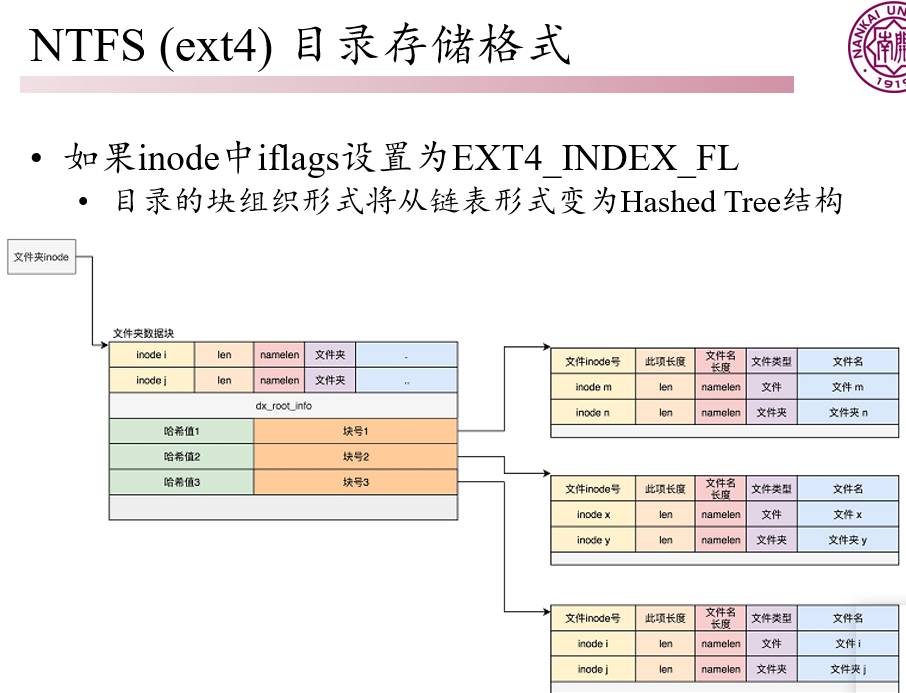 NTFS (ext4) 目录存储格式
NANKAI UN
南開
1919
• 如果inode中iflags设置为EXT4_INDEX_FL
• 目录的块组织形式将从链表形式变为Hashed Tree结构
文件夹inode
文件夹数据块
inode i len namelen 文件夹 .
inode j len namelen 文件夹 ..
dx_root_info
哈希值1 块号1
哈希值2 块号2
哈希值3 块号3
文件inode号 此项长度 文件名长度 文件类型 文件名
inode m len namelen 文件 文件 m
inode n len namelen 文件夹 文件夹 n
文件inode号 此项长度 文件名长度 文件类型 文件名
inode x len namelen 文件 文件 x
inode y len namelen 文件夹 文件夹 y
文件inode号 此项长度 文件名长度 文件类型 文件名
inode i len namelen 文件 文件 i
inode j len namelen 文件夹 文件夹 j